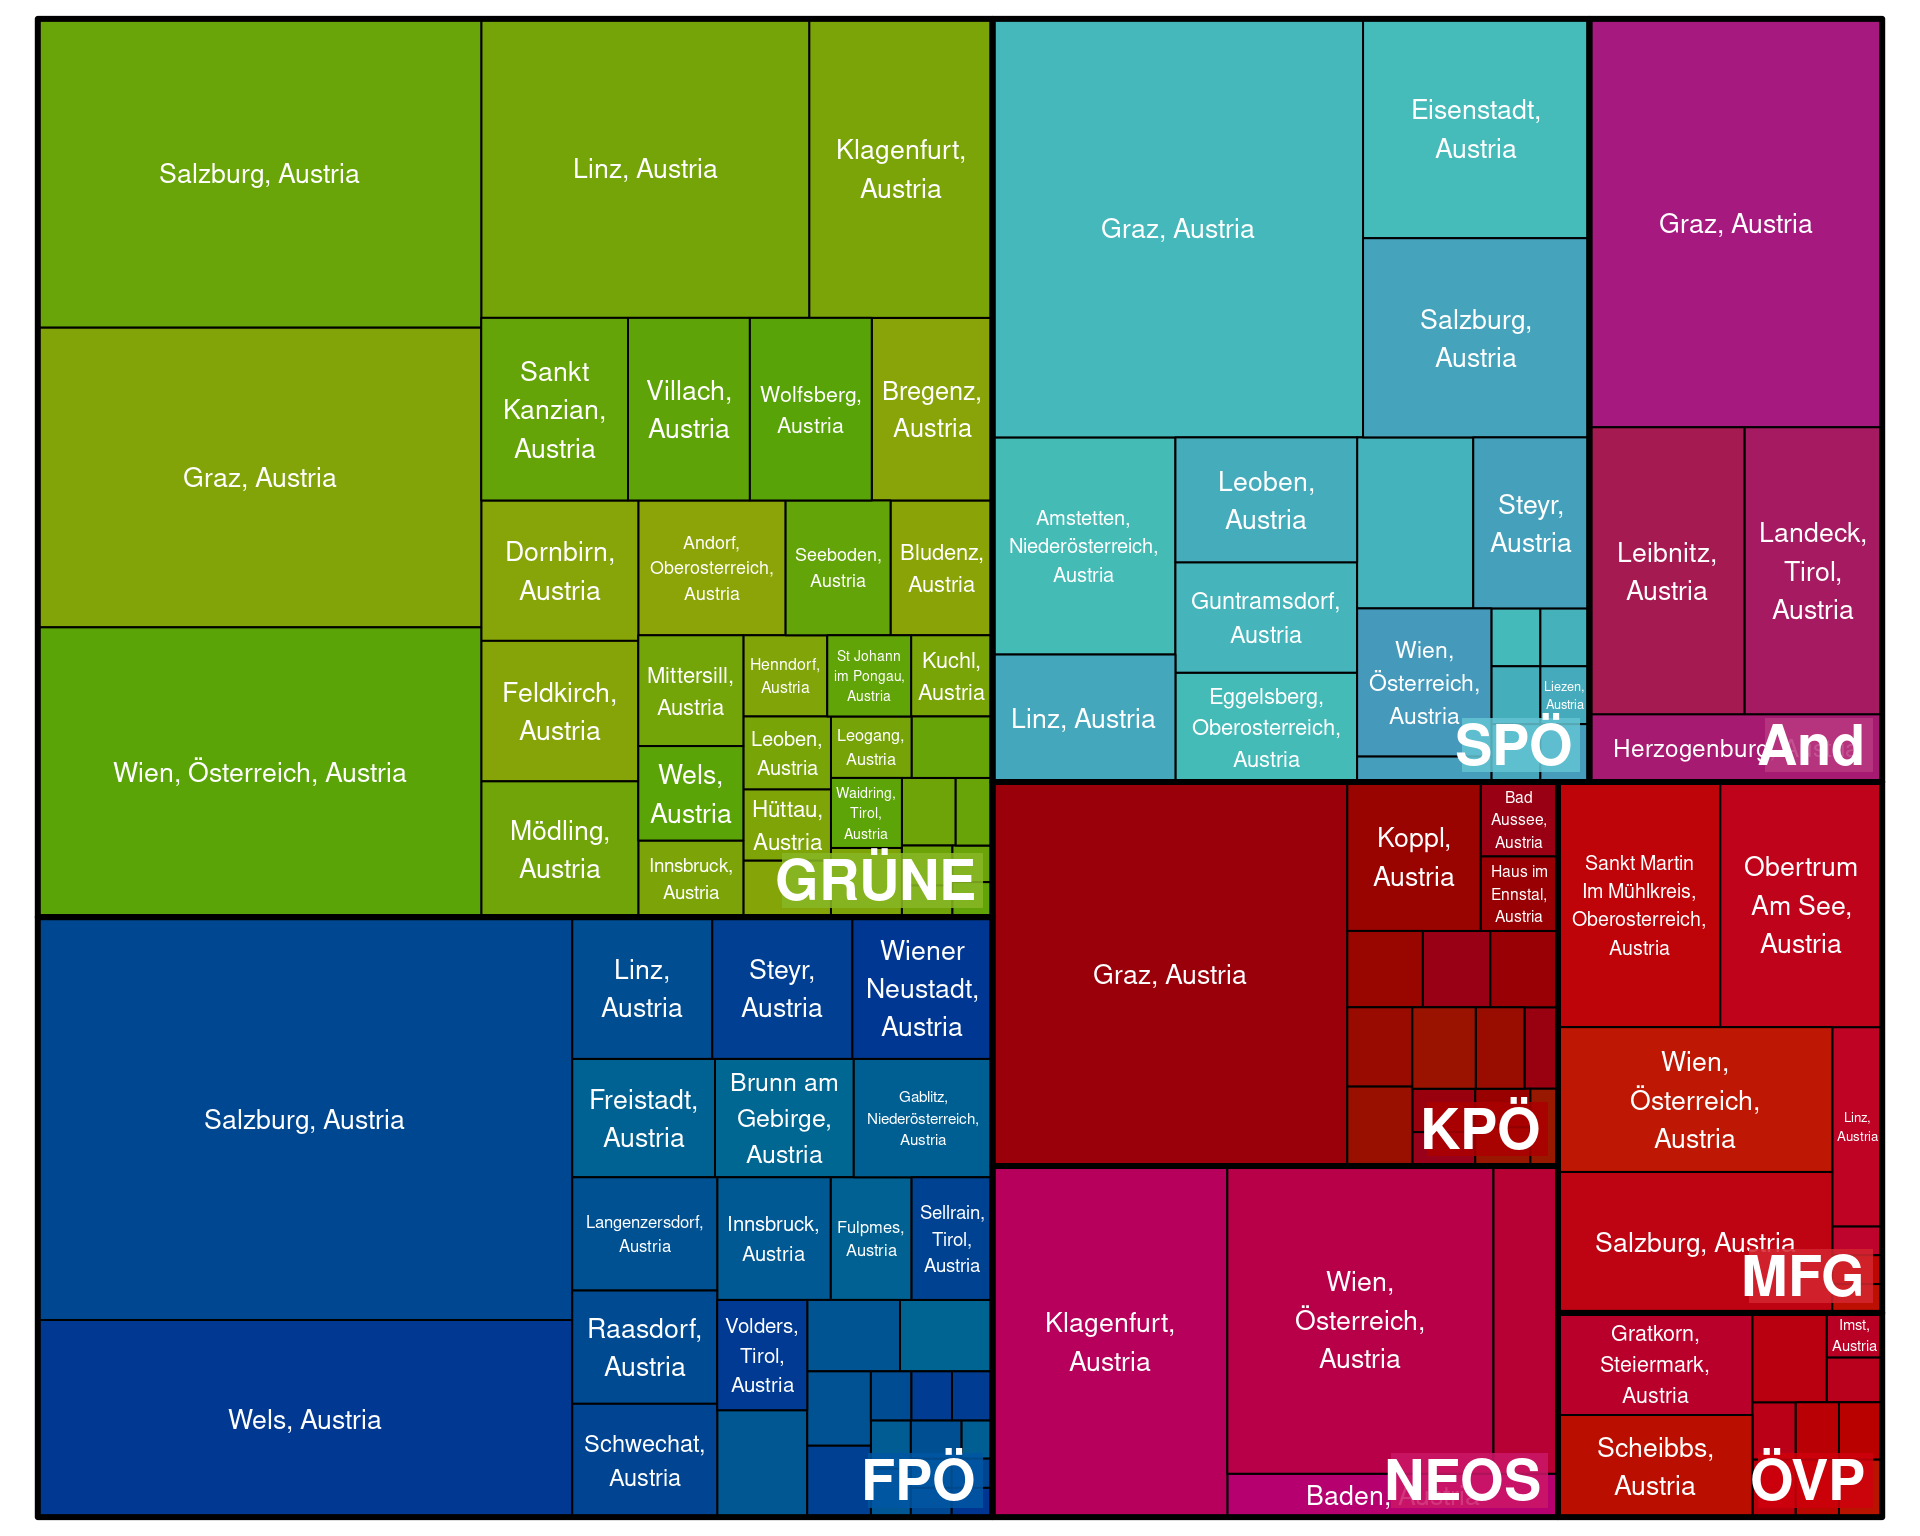 Salzburg, Austria
Linz, Austria
Klagenfurt,
Austria
Graz, Austria
Sankt
Kanzian,
Austria
Villach,
Austria
Wolfsberg,
Austria
Bregenz,
Austria
Wien, Österreich, Austria
Dornbirn,
Austria
Andorf,
Oberosterreich,
Austria
Seeboden,
Austria
Bludenz,
Austria
Feldkirch,
Austria
Mittersill,
Austria
Henndorf,
Austria
St Johann
im Pongau,
Austria
Kuchl,
Austria
Leoben,
Austria
Leogang,
Austria
Wels,
Austria
Mödling,
Austria
Hüttau,
Austria
Waidring,
Tirol,
Austria
Innsbruck,
Austria
GRÜNE
Graz, Austria
Eisenstadt,
Austria
Salzburg,
Austria
Amstetten,
Niederösterreich,
Austria
Leoben,
Austria
Steyr,
Austria
Guntramsdorf,
Austria
Linz, Austria
Eggelsberg,
Oberosterreich,
Austria
Wien,
Österreich,
Austria
Liezen,
Austria
SPÖ
Graz, Austria
Leibnitz,
Austria
Landeck,
Tirol,
Austria
Herzogenburg, Austria
And
Salzburg, Austria
Wels, Austria
Linz,
Austria
Steyr,
Austria
Wiener
Neustadt,
Austria
Freistadt,
Austria
Brunn am
Gebirge,
Austria
Gablitz,
Niederösterreich,
Austria
Langenzersdorf,
Austria
Innsbruck,
Austria
Fulpmes,
Austria
Sellrain,
Tirol,
Austria
Raasdorf,
Austria
Volders,
Tirol,
Austria
Schwechat,
Austria
FPÖ
Graz, Austria
Koppl,
Austria
Bad
Aussee,
Austria
Haus im
Ennstal,
Austria
KPÖ
Klagenfurt,
Austria
Wien,
Österreich,
Austria
Baden, Austria
NEOS
Sankt Martin
Im Mühlkreis,
Oberosterreich,
Austria
Obertrum
Am See,
Austria
Wien,
Österreich,
Austria
Linz,
Austria
Salzburg, Austria
MFG
Gratkorn,
Steiermark,
Austria
Imst,
Austria
Scheibbs,
Austria
ÖVP